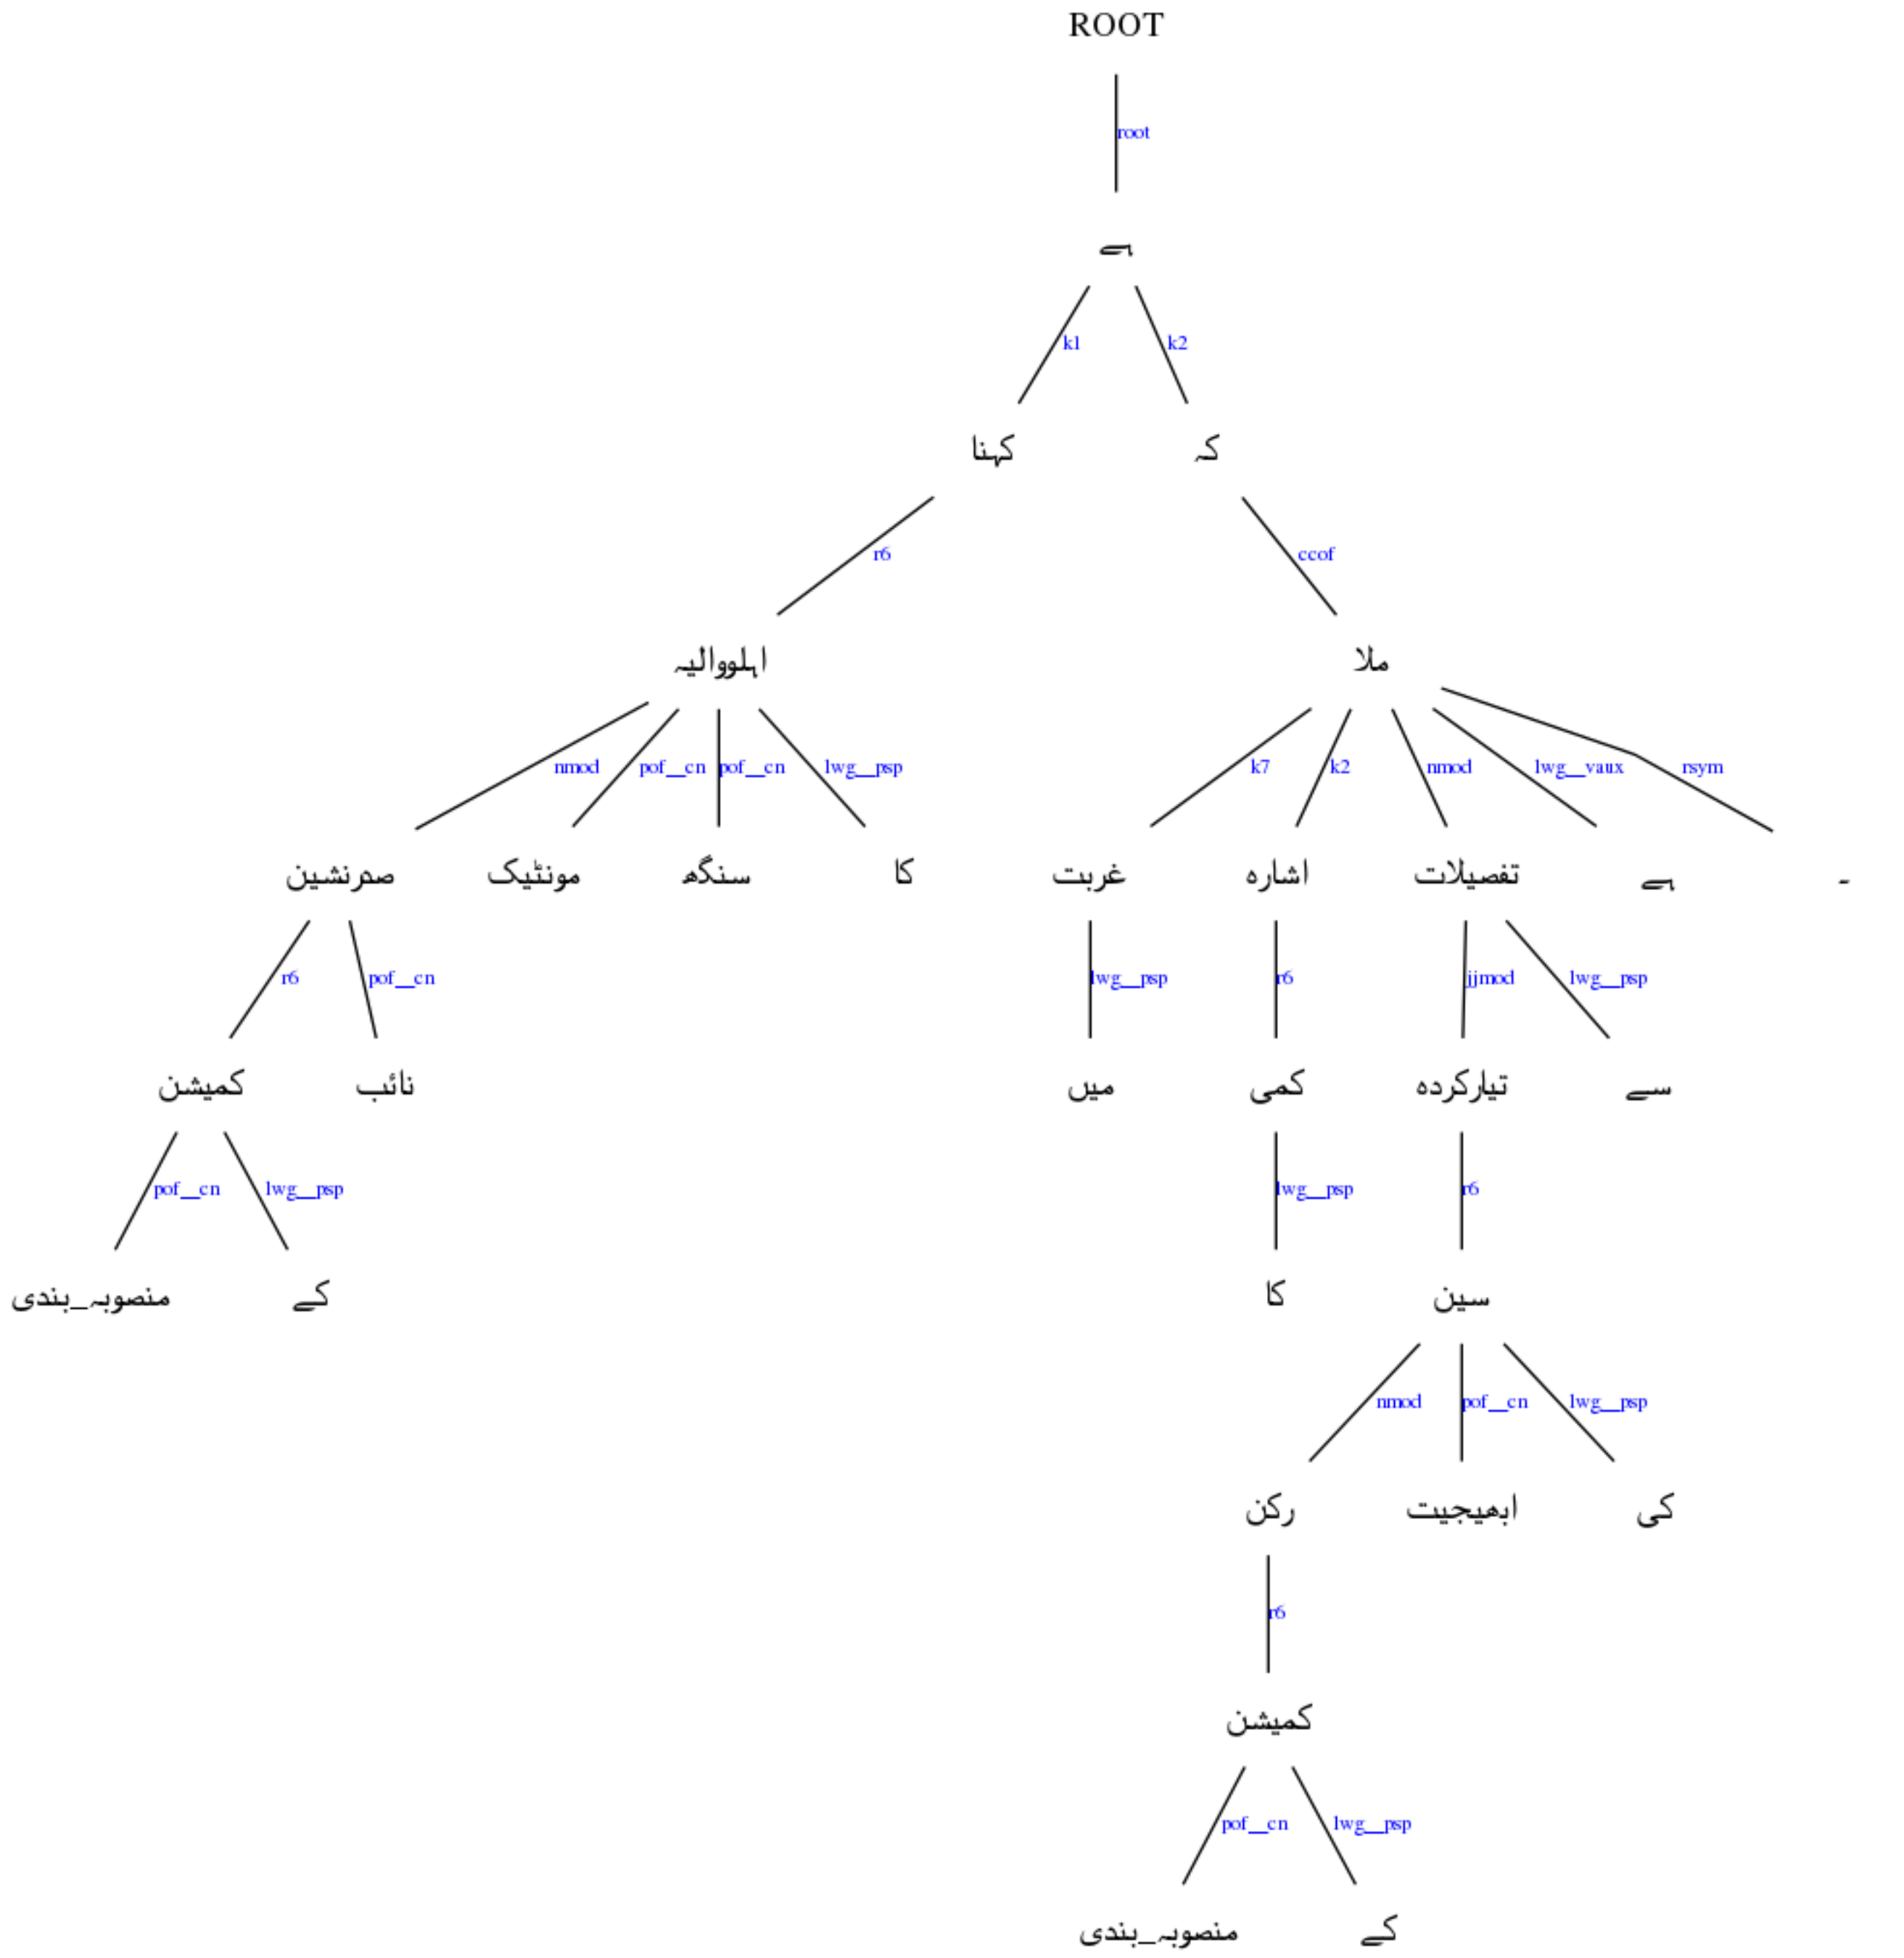 ROOT
root
ہے
k1 k2
کہنا کہ
r6 ccof
اہلووالیہ ملا
nmod pof__cn pof__cn lwg__psp k7 k2 nmod lwg__vaux rsym
صدرنشین مونٹیک سنگھ کا غربت اشارہ تفصیلات ہے ۔
r6 pof__cn lwg__psp r6 jjmod lwg__psp
کمیشن نائب میں کمی تیارکردہ سے
pof__cn lwg__psp lwg__psp r6
منصوبہ_بندی کے کا سین
nmod pof__cn lwg__psp
رکن ابھیجیت کی
r6
کمیشن
pof__cn lwg__psp
منصوبہ_بندی کے